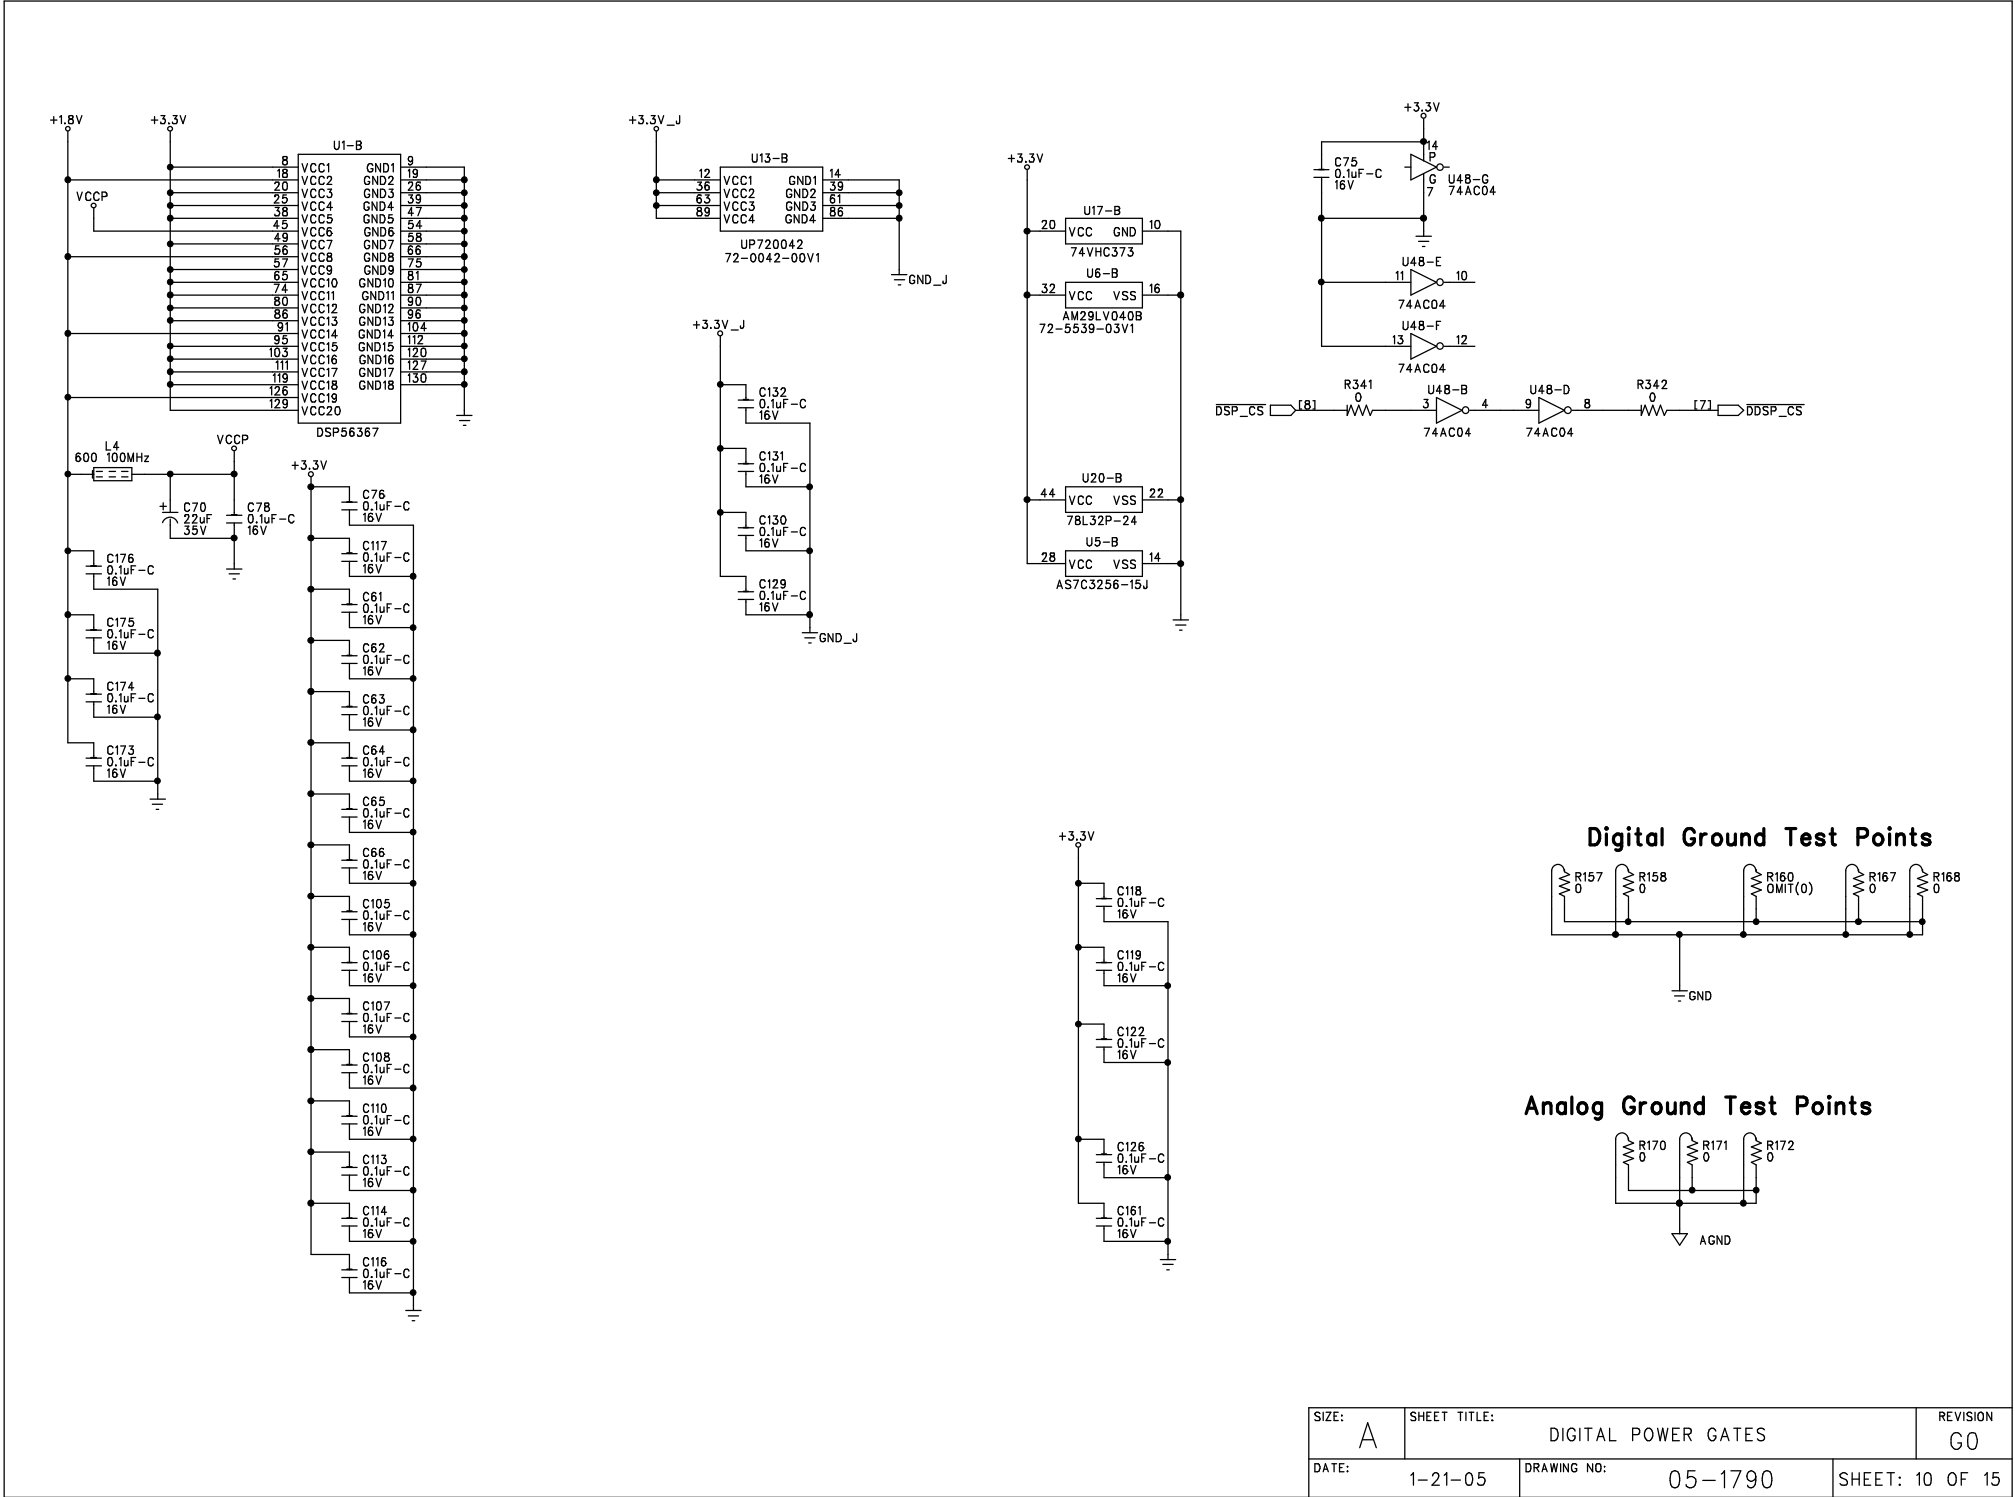 +1.8V
+3.3V
VCCP
U1-B
8 VCC1 GND1 9
18 VCC2 GND2 19
20 VCC3 GND3 26
25 VCC4 GND4 39
38 VCC5 GND5 47
45 VCC6 GND6 54
49 VCC7 GND7 58
56 VCC8 GND8 66
57 VCC9 GND9 75
65 VCC10 GND10 81
74 VCC11 GND11 87
80 VCC12 GND12 90
86 VCC13 GND13 96
91 VCC14 GND14 104
95 VCC15 GND15 112
103 VCC16 GND16 120
111 VCC17 GND17 127
119 VCC18 GND18 130
126 VCC19
129 VCC20
DSP56367
L4
600 100MHz
VCCP
+
C70
22uF
35V
C78
0.1uF-C
16V
C176
0.1uF-C
16V
C175
0.1uF-C
16V
C174
0.1uF-C
16V
C173
0.1uF-C
16V
+3.3V
C76
0.1uF-C
16V
C117
0.1uF-C
16V
C61
0.1uF-C
16V
C62
0.1uF-C
16V
C63
0.1uF-C
16V
C64
0.1uF-C
16V
C65
0.1uF-C
16V
C66
0.1uF-C
16V
C105
0.1uF-C
16V
C106
0.1uF-C
16V
C107
0.1uF-C
16V
C108
0.1uF-C
16V
C110
0.1uF-C
16V
C113
0.1uF-C
16V
C114
0.1uF-C
16V
C116
0.1uF-C
16V
+3.3V_J
U13-B
12 VCC1 GND1 14
36 VCC2 GND2 39
63 VCC3 GND3 61
89 VCC4 GND4 86
UP720042
72-0042-00V1
GND_J
+3.3V_J
C132
0.1uF-C
16V
C131
0.1uF-C
16V
C130
0.1uF-C
16V
C129
0.1uF-C
16V
GND_J
+3.3V
U17-B
20 VCC GND 10
74VHC373
U6-B
32 VCC VSS 16
AM29LV040B
72-5539-03V1
U20-B
44 VCC VSS 22
78L32P-24
U5-B
28 VCC VSS 14
AS7C3256-15J
+3.3V
C118
0.1uF-C
16V
C119
0.1uF-C
16V
C122
0.1uF-C
16V
C126
0.1uF-C
16V
C161
0.1uF-C
16V
+3.3V
14
P
C75
0.1uF-C
16V
G
7
U48-G
74AC04
U48-E
11 10
74AC04
U48-F
13 12
74AC04
DSP_CS [8]
R341
0
U48-B
3 4
74AC04
U48-D
9 8
74AC04
R342
0
[7] DDSP_CS
Digital Ground Test Points
R157
0
R158
0
R160
OMIT(0)
R167
0
R168
0
GND
Analog Ground Test Points
R170
0
R171
0
R172
0
AGND
SIZE:
A
SHEET TITLE:
DIGITAL POWER GATES
REVISION
G0
DATE:
1-21-05
DRAWING NO:
05-1790
SHEET: 10 OF 15